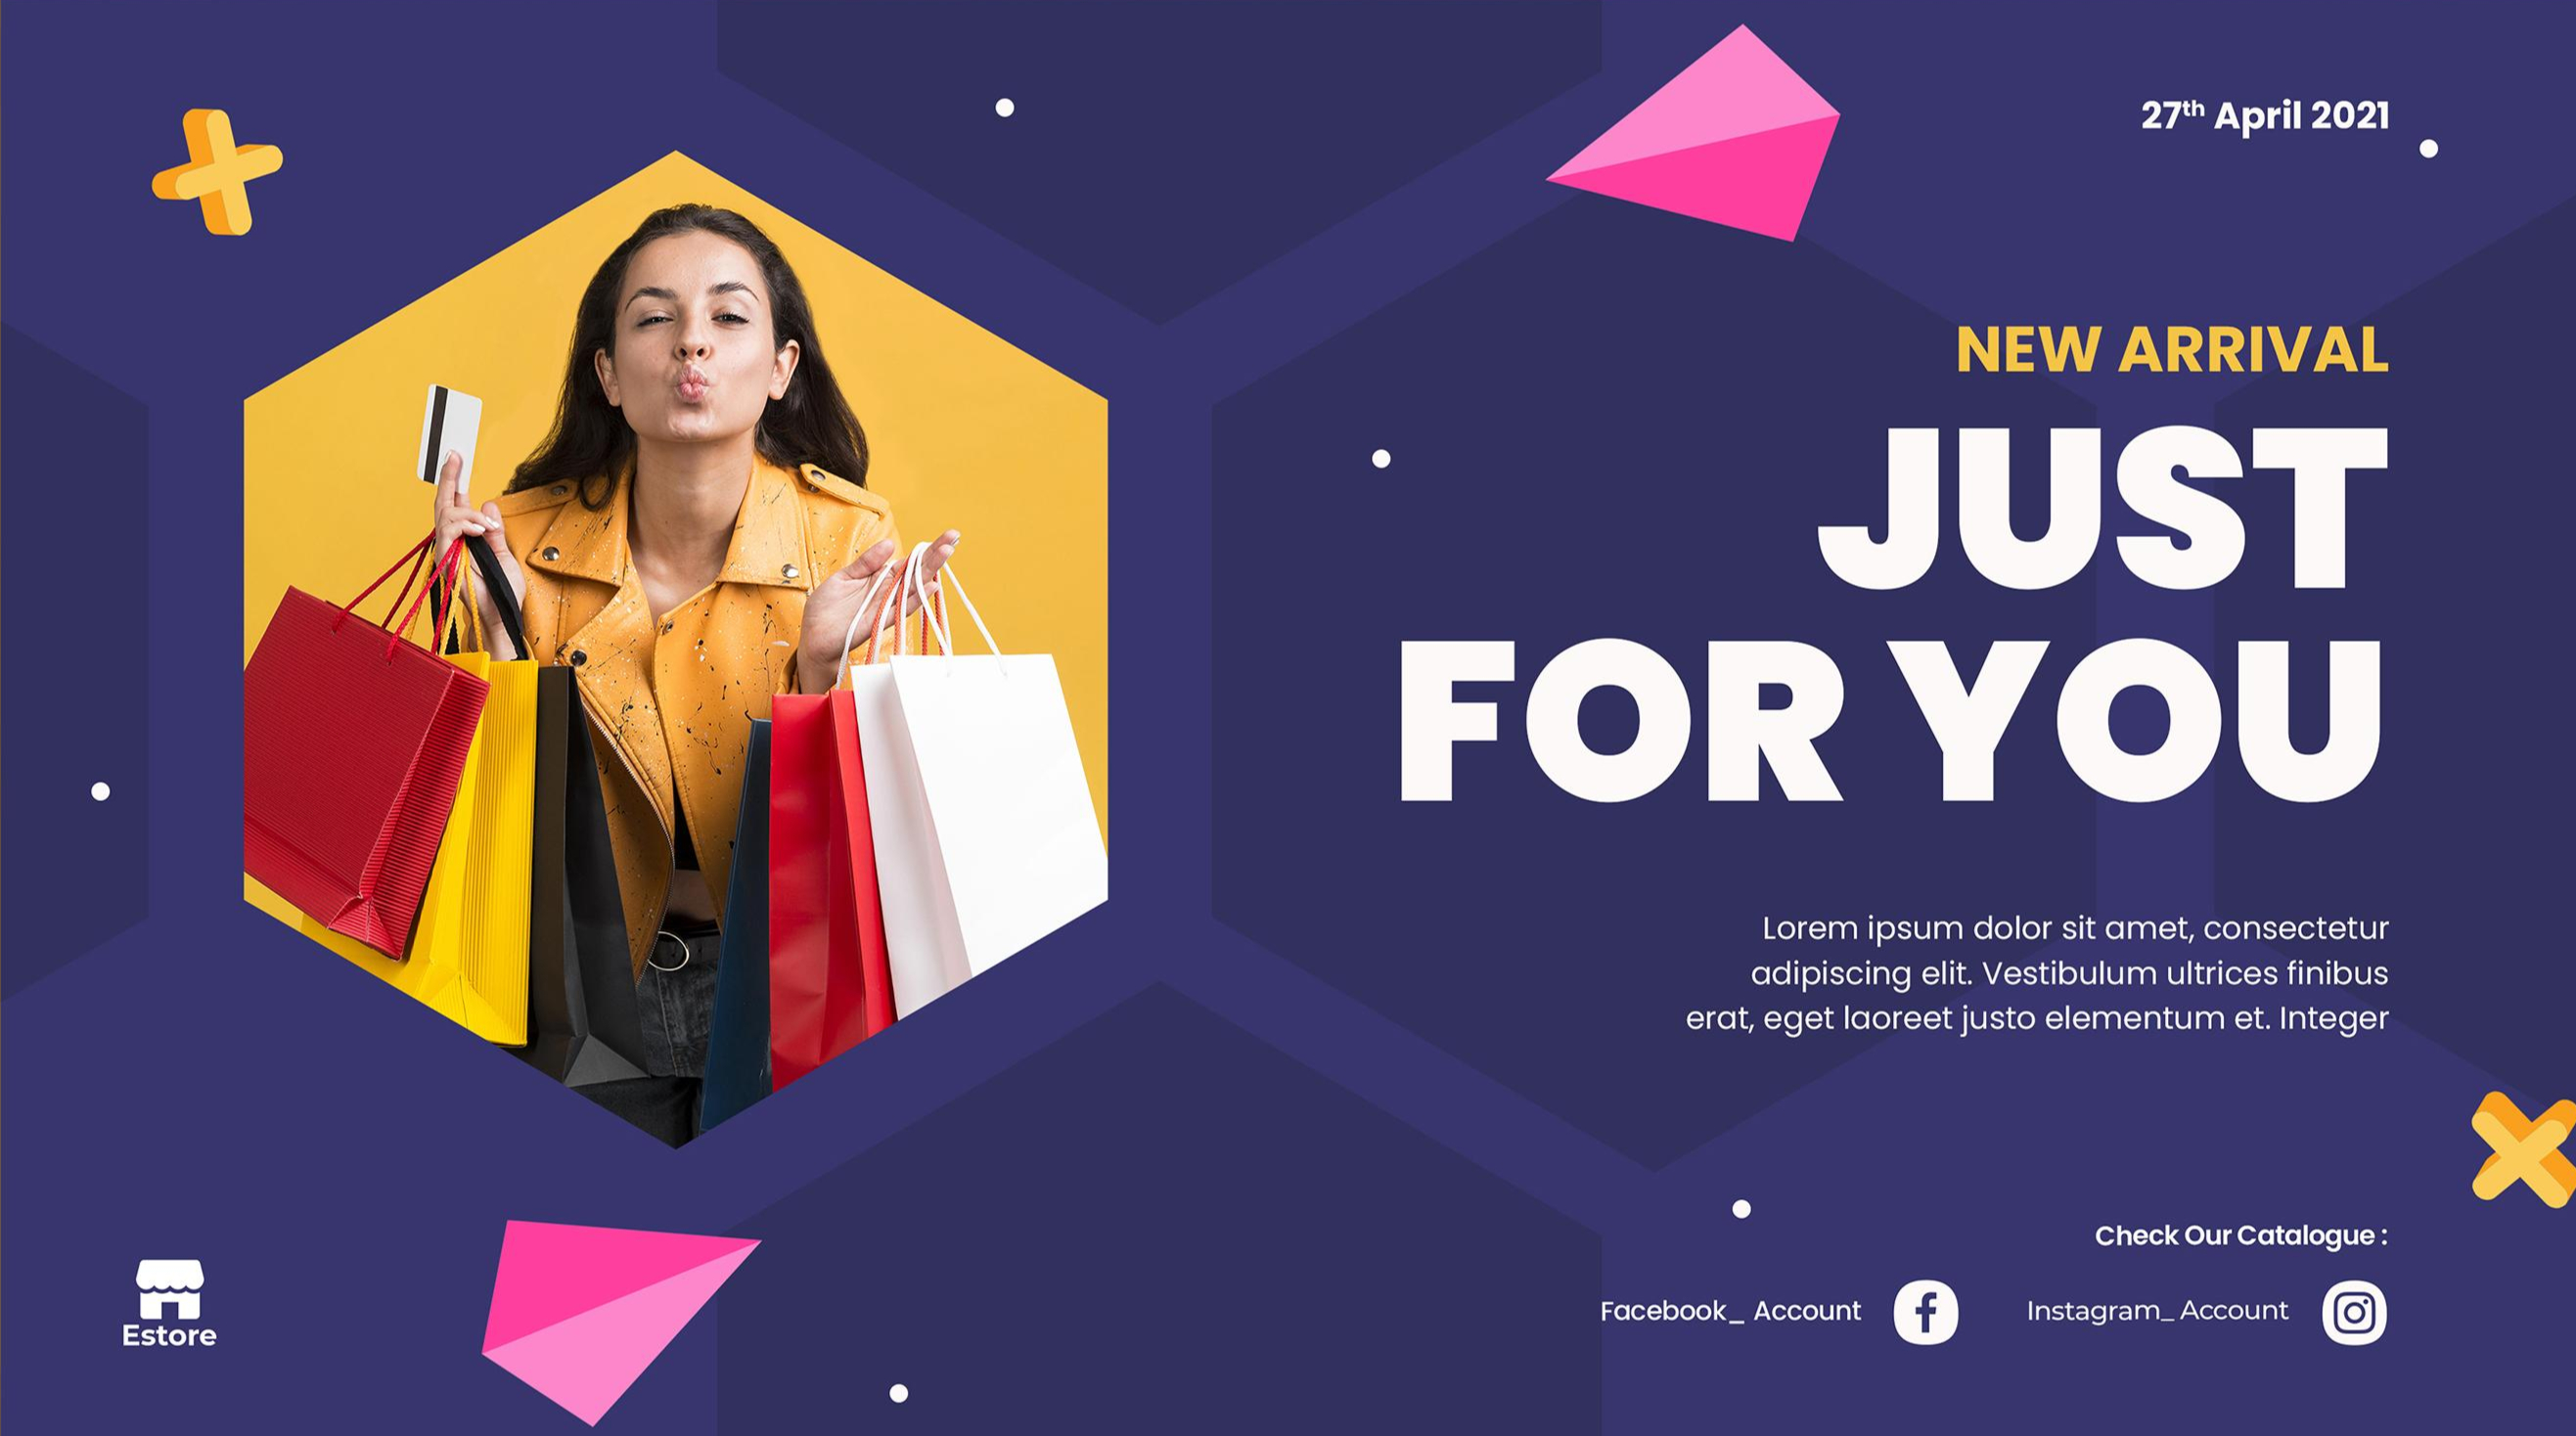 27th April 2021
NEW ARRIVAL
JUST
FOR YOU
Lorem ipsum dolor sit amet, consectetur
adipiscing elit. Vestibulum ultrices finibus
erat, eget laoreet justo elementum et. Integer
Check Our Catalogue :
Facebook_ Account
Instagram_ Account
Estore